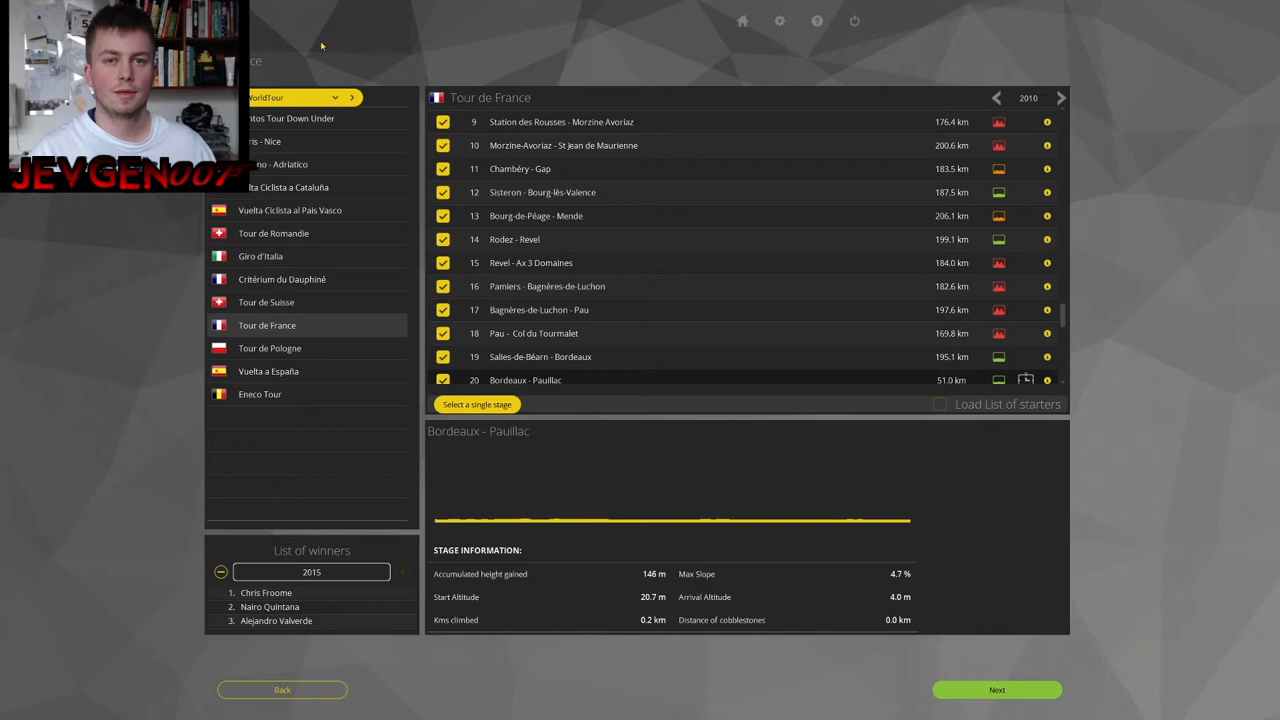 JEVGEN007
ce
WorldTour
ntos Tour Down Under
ris - Nice
eno - Adriatico
elta Ciclista a Cataluña
Vuelta Ciclista al Pais Vasco
Tour de Romandie
Giro d'Italia
Critérium du Dauphiné
Tour de Suisse
Tour de France
Tour de Pologne
Vuelta a España
Eneco Tour
List of winners
2015
1. Chris Froome
2. Nairo Quintana
3. Alejandro Valverde
Back
Tour de France 2010
9 Station des Rousses - Morzine Avoriaz 176.4 km
10 Morzine-Avoriaz - St Jean de Maurienne 200.6 km
11 Chambéry - Gap 183.5 km
12 Sisteron - Bourg-lès-Valence 187.5 km
13 Bourg-de-Péage - Mende 206.1 km
14 Rodez - Revel 199.1 km
15 Revel - Ax 3 Domaines 184.0 km
16 Pamiers - Bagnères-de-Luchon 182.6 km
17 Bagnères-de-Luchon - Pau 197.6 km
18 Pau - Col du Tourmalet 169.8 km
19 Salies-de-Béarn - Bordeaux 195.1 km
20 Bordeaux - Pauillac 51.0 km
Select a single stage Load List of starters
Bordeaux - Pauillac
STAGE INFORMATION:
Accumulated height gained 146 m Max Slope 4.7 %
Start Altitude 20.7 m Arrival Altitude 4.0 m
Kms climbed 0.2 km Distance of cobblestones 0.0 km
Next